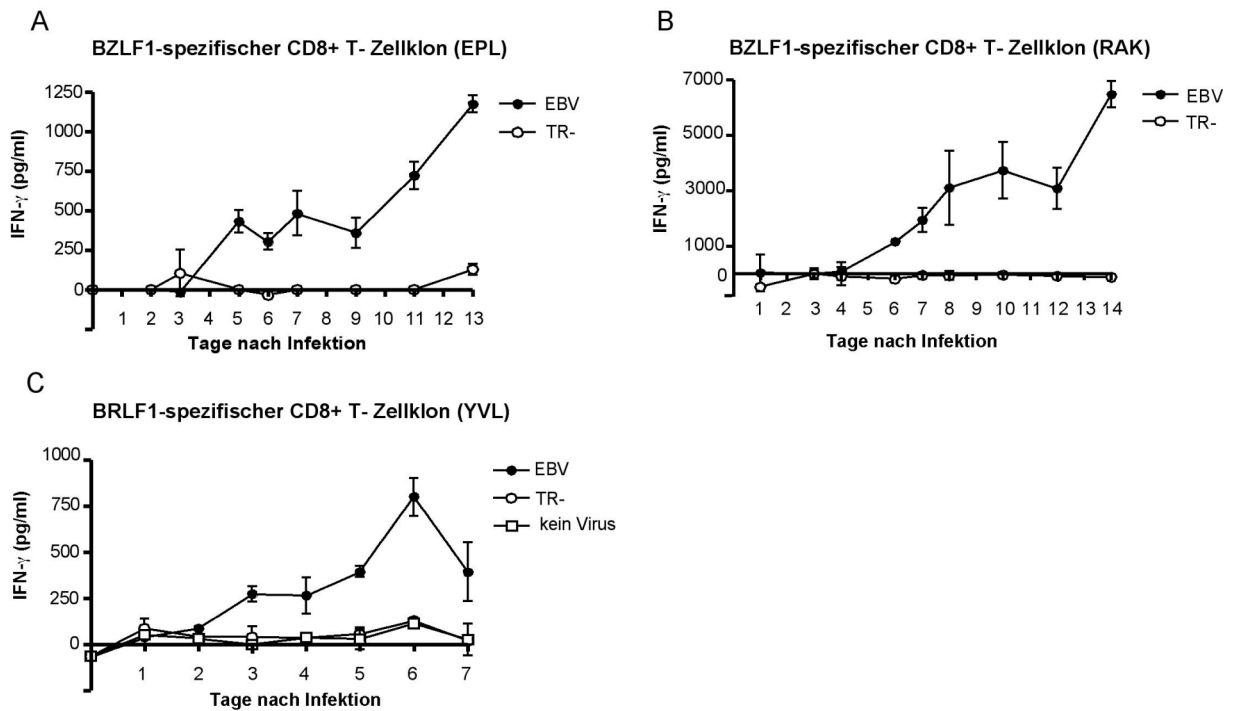 A
BZLF1-spezifischer CD8+ T- Zellklon (EPL)
IFN-γ (pg/ml)
1250
1000
750
500
250
0
1 2 3 4 5 6 7 8 9 10 11 12 13
Tage nach Infektion
EBV
TR-
B
BZLF1-spezifischer CD8+ T- Zellklon (RAK)
IFN-γ (pg/ml)
7000
5000
3000
1000
0
1 2 3 4 5 6 7 8 9 10 11 12 13 14
Tage nach Infektion
EBV
TR-
C
BRLF1-spezifischer CD8+ T- Zellklon (YVL)
IFN-γ (pg/ml)
1000
750
500
250
0
1 2 3 4 5 6 7
Tage nach Infektion
EBV
TR-
kein Virus